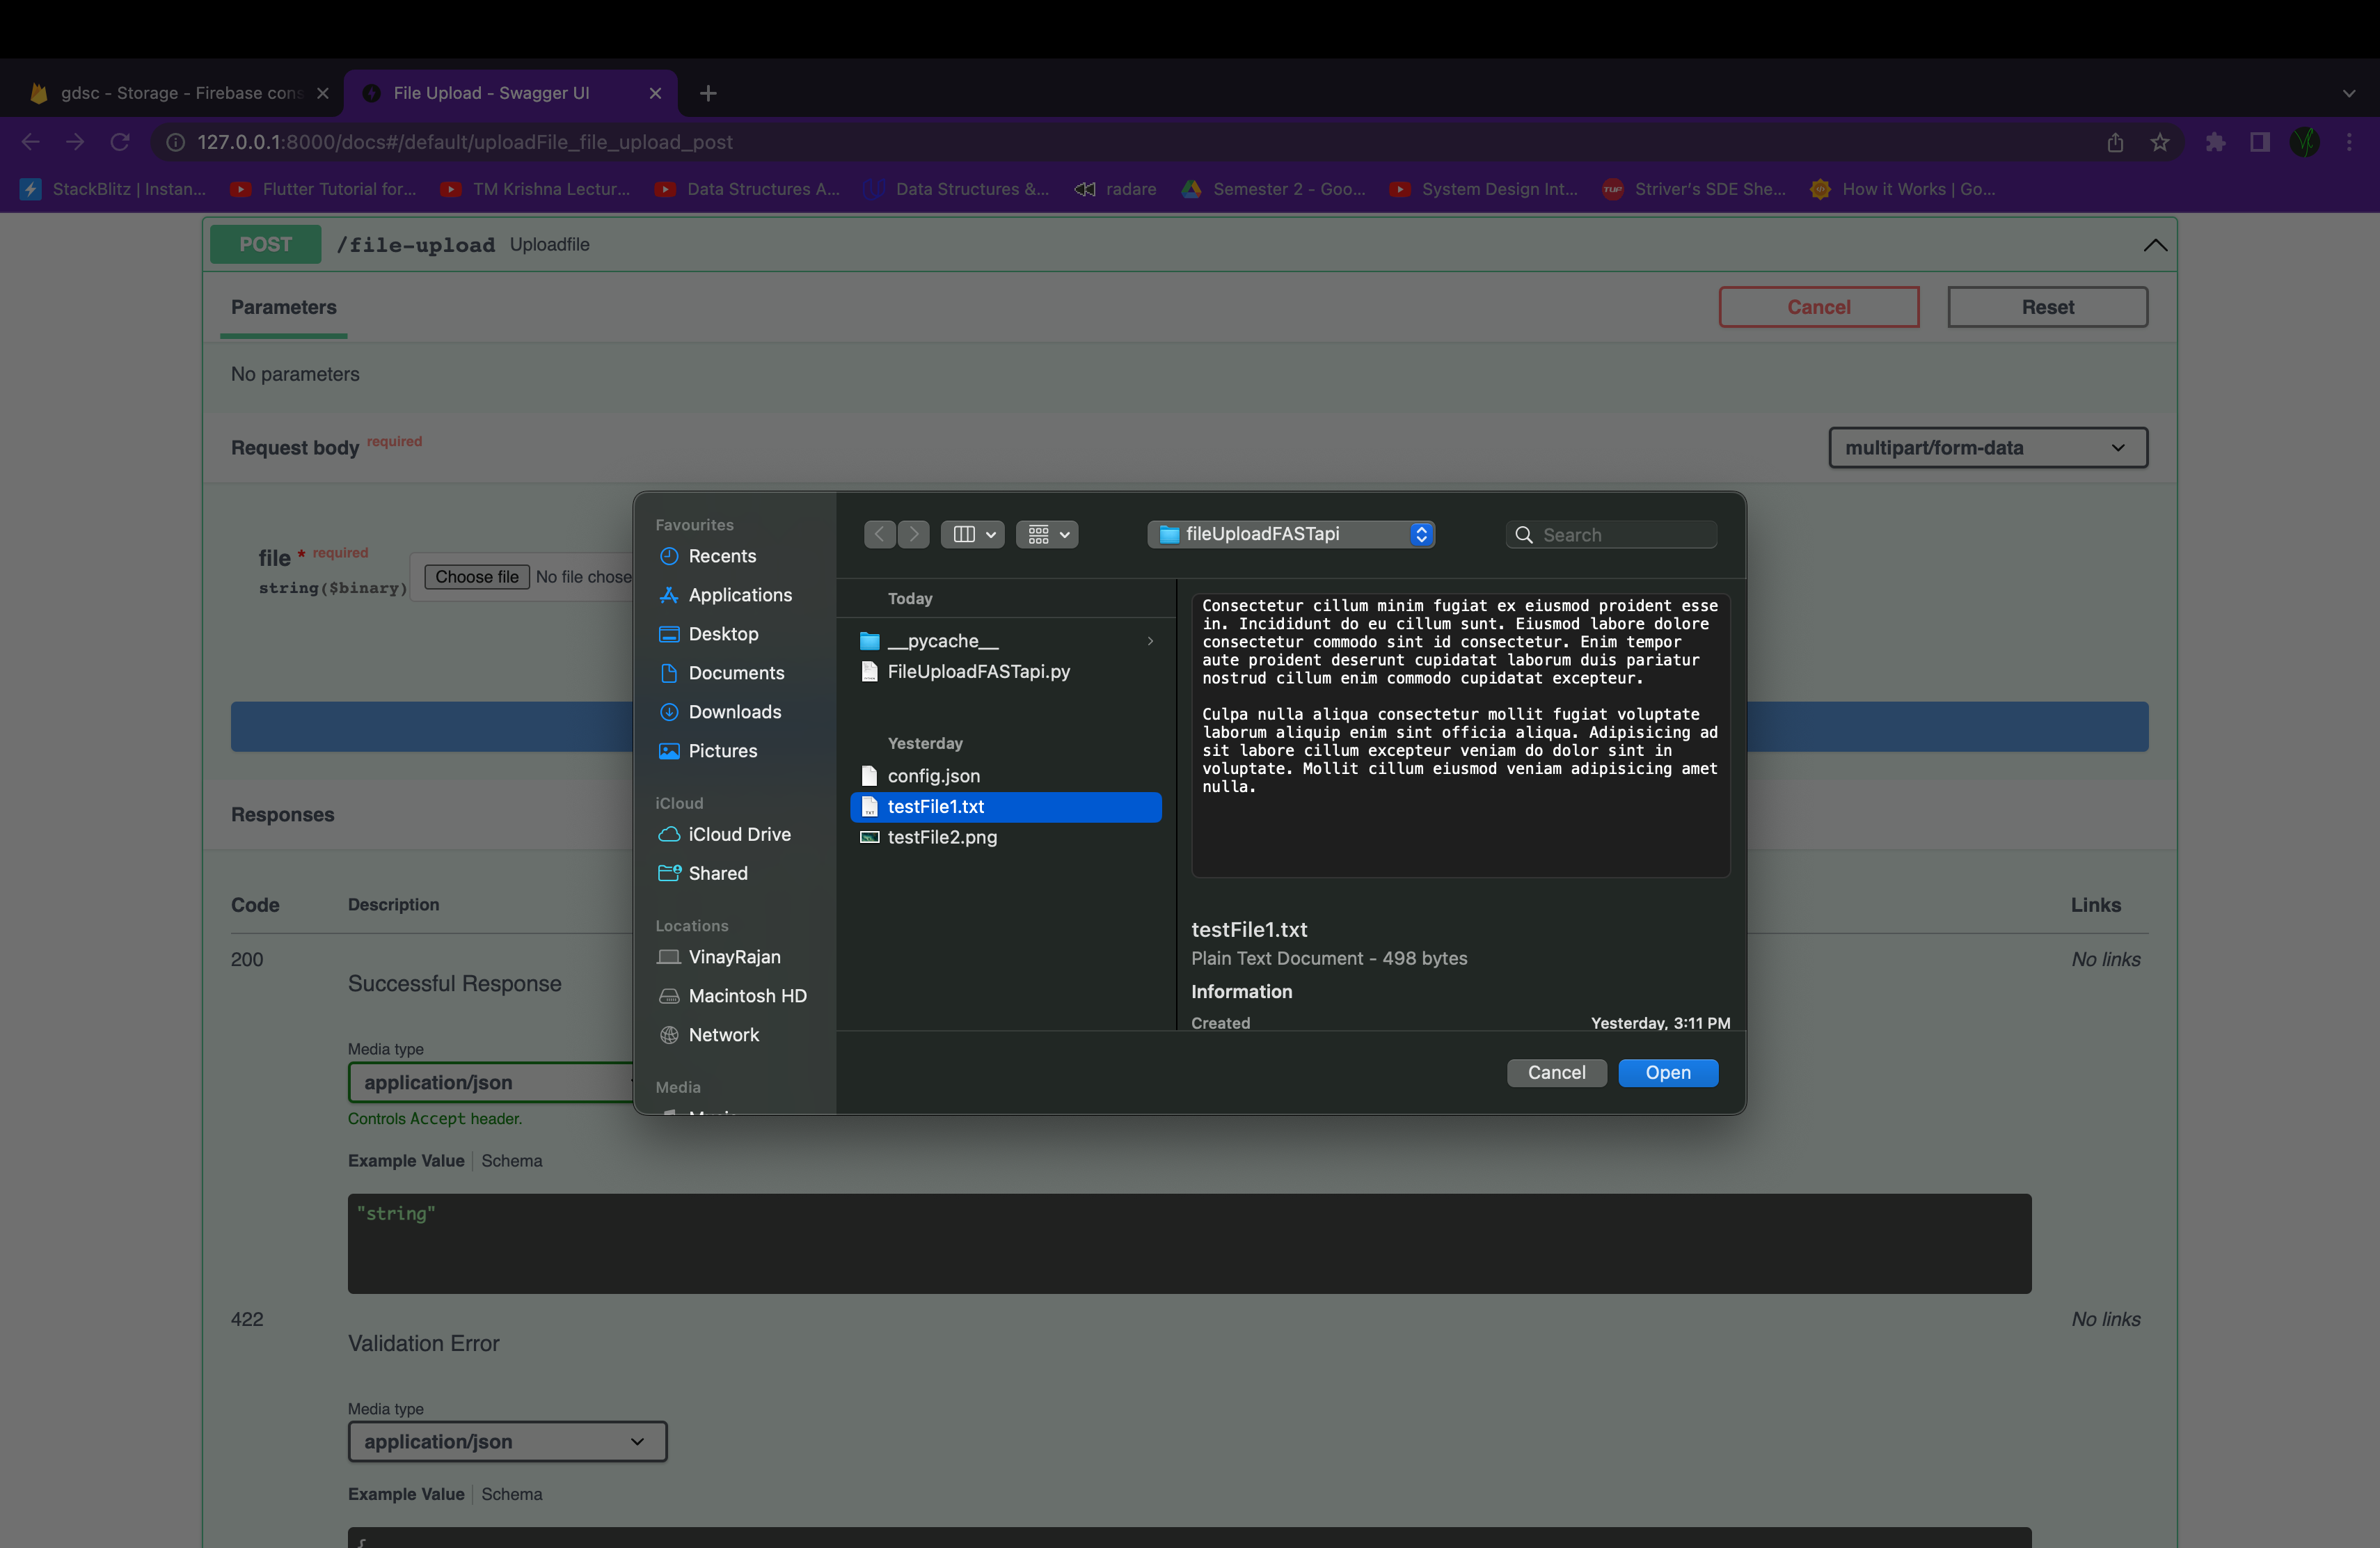 gdsc - Storage - Firebase cons
File Upload - Swagger UI
127.0.0.1:8000/docs#/default/uploadFile_file_upload_post
StackBlitz | Instan...
Flutter Tutorial for...
TM Krishna Lectur...
Data Structures A...
Data Structures &...
radare
Semester 2 - Goo...
System Design Int...
TUF
Striver's SDE She...
How it Works | Go...
POST /file-upload Uploadfile
Parameters
Cancel
Reset
No parameters
Request body required
multipart/form-data
file * required
string($binary)
Choose file No file chose
Responses
Code Description Links
200
Successful Response
No links
Media type
application/json
Controls Accept header.
Example Value Schema
"string"
422
Validation Error
No links
Media type
application/json
Example Value Schema
{
Favourites
Recents
Applications
Desktop
Documents
Downloads
Pictures
iCloud
iCloud Drive
Shared
Locations
VinayRajan
Macintosh HD
Network
Media
fileUploadFASTapi
Search
Today
__pycache__
FileUploadFASTapi.py
Yesterday
config.json
testFile1.txt
testFile2.png
Consectetur cillum minim fugiat ex eiusmod proident esse
in. Incididunt do eu cillum sunt. Eiusmod labore dolore
consectetur commodo sint id consectetur. Enim tempor
aute proident deserunt cupidatat laborum duis pariatur
nostrud cillum enim commodo cupidatat excepteur.
Culpa nulla aliqua consectetur mollit fugiat voluptate
laborum aliquip enim sint officia aliqua. Adipisicing ad
sit labore cillum excepteur veniam do dolor sint in
voluptate. Mollit cillum eiusmod veniam adipisicing amet
nulla.
testFile1.txt
Plain Text Document - 498 bytes
Information
Created Yesterday, 3:11 PM
Cancel
Open